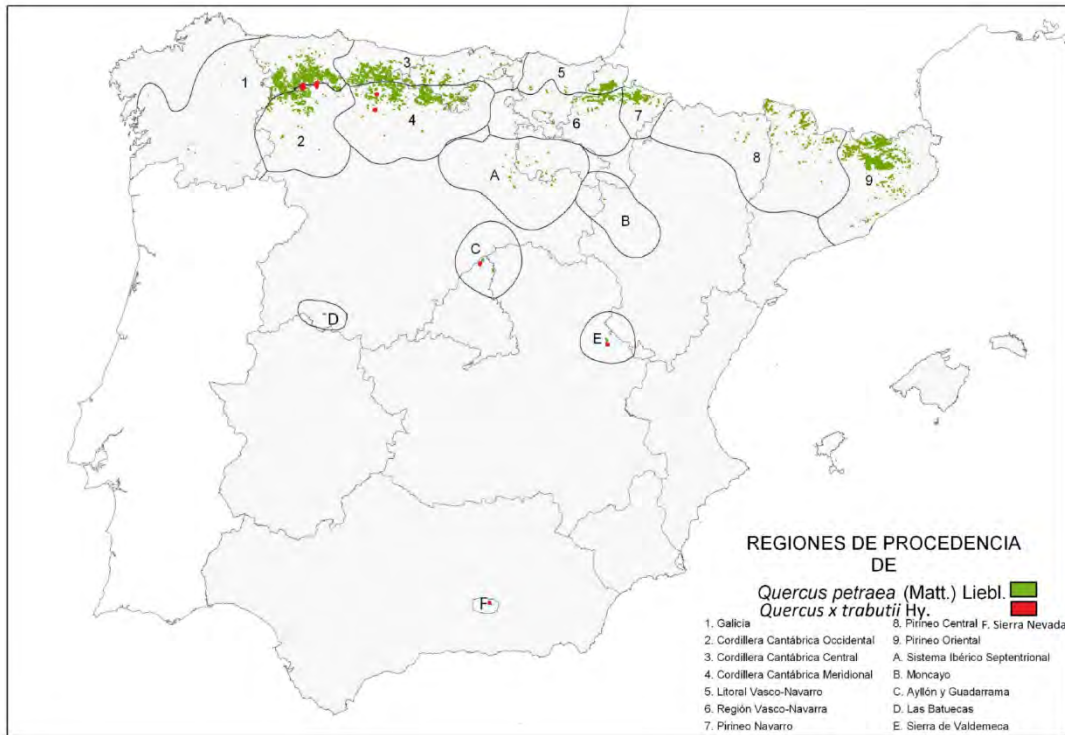 1
2
3
4
5
6
7
8
9
A
B
C
D
E
F
REGIONES DE PROCEDENCIA
DE
Quercus petraea (Matt.) Liebl.
Quercus x trabutii Hy.
1. Galicia
2. Cordillera Cantábrica Occidental
3. Cordillera Cantábrica Central
4. Cordillera Cantábrica Meridional
5. Litoral Vasco-Navarro
6. Región Vasco-Navarra
7. Pirineo Navarro
8. Pirineo Central F. Sierra Nevada
9. Pirineo Oriental
A. Sistema Ibérico Septentrional
B. Moncayo
C. Ayllón y Guadarrama
D. Las Batuecas
E. Sierra de Valdemeca